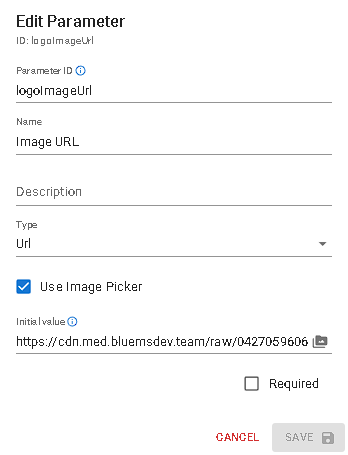 Edit Parameter
ID: logoImageUrl
Parameter ID
logoImageUrl
Name
Image URL
Description
Type
Url
Use Image Picker
Initial value
https://cdn.med.bluemsdev.team/raw/0427059606
Required
CANCEL
SAVE